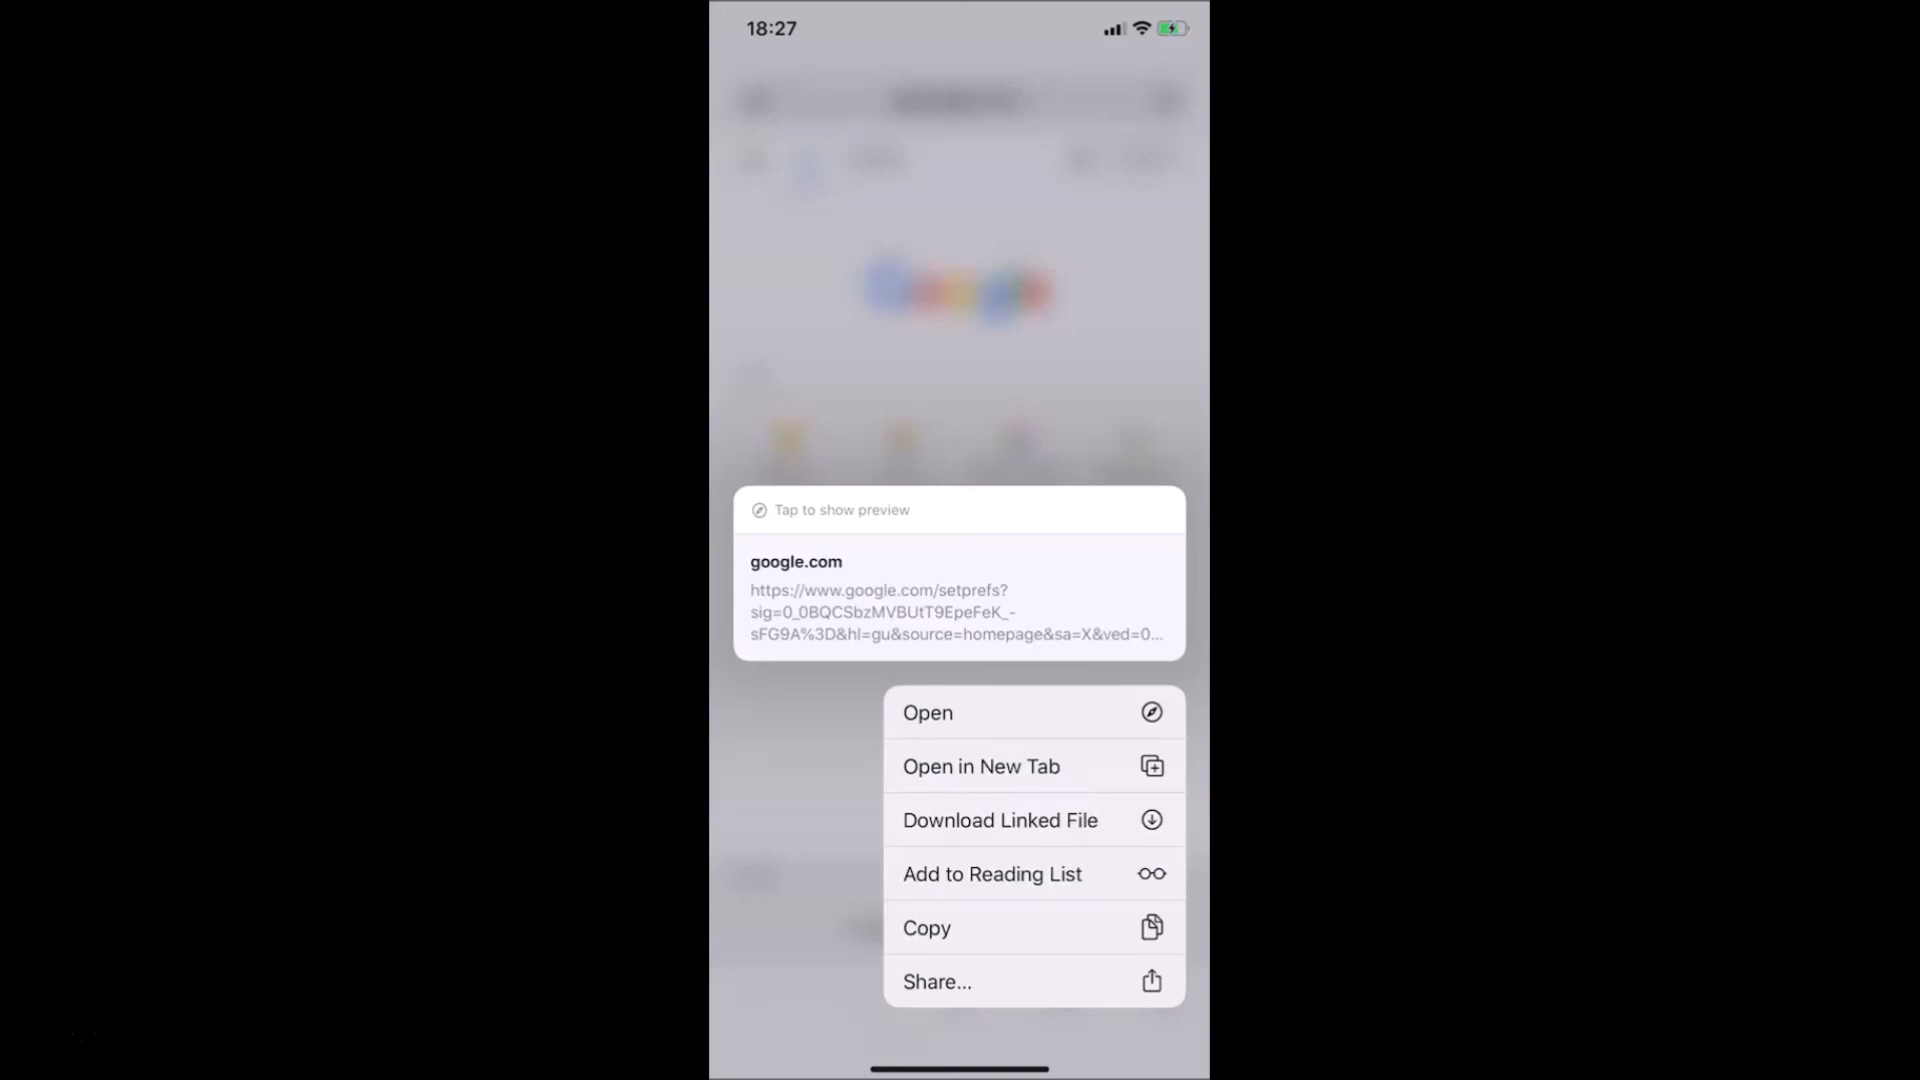 18:27
Google
Tap to show preview
google.com
https://www.google.com/setprefs?
sig=0_0BQCSbzMVBUtT9EpeFeK_-
sFG9A%3D&hl=gu&source=homepage&sa=X&ved=0...
Open
Open in New Tab
Download Linked File
Add to Reading List
Copy
Share...